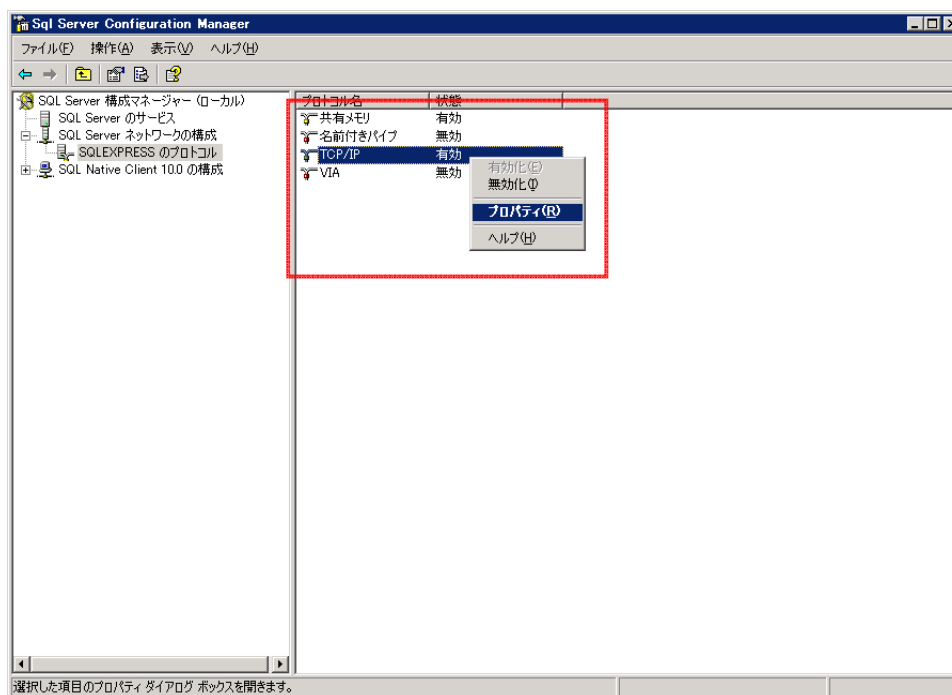 Sql Server Configuration Manager
ファイル(F) 操作(A) 表示(V) ヘルプ(H)
SQL Server 構成マネージャー (ローカル)
SQL Server のサービス
SQL Server ネットワークの構成
SQLEXPRESS のプロトコル
SQL Native Client 10.0 の構成
プロトコル名 状態
共有メモリ 有効
名前付きパイプ 無効
TCP/IP 有効
VIA 無効
有効化(E)
無効化(I)
プロパティ(R)
ヘルプ(H)
選択した項目のプロパティ ダイアログ ボックスを開きます。